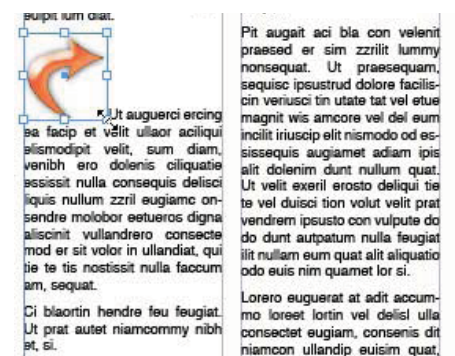 euipit lum diat.
Ut auguerci ercing
ea facip et velit ullaor aciliqui
elismodipit velit, sum diam,
venibh ero dolenis ciliquatie
essissit nulla consequis delisci
liquis nullum zzril eugiamc on-
sendre molobor eetueros digna
aliscinit vullandrero consecte
mod er sit volor in ullandiat, qui
tie te tis nostissit nulla faccum
am, sequat.
Ci blaortin hendre feu feugiat.
Ut prat autet niamcommy nibh
et, si.
Pit augait aci bla con velenit
praesed er sim zzrilit lummy
nonsequat. Ut praesequam,
sequisc ipsustrud dolore facilis-
cin veriusci tin utate tat vel etue
magnit wis amcore vel del eum
incilit iriuscip elit nismodo od es-
sissequis augiamet adiam ipis
alit dolenim dunt nullum quat.
Ut velit exeril erosto deliqui tie
te vel duisci tion volut velit prat
vendrem ipsusto con vulpute do
do dunt autpatum nulla feugiat
ilit nullam eum quat alit aliquatio
odo euis nim quamet lor si.
Lorero euguerat at adit accum-
mo loreet lortin vel delisl ulla
consectet eugiam, consenis dit
niamcon ullandip euisim quat,